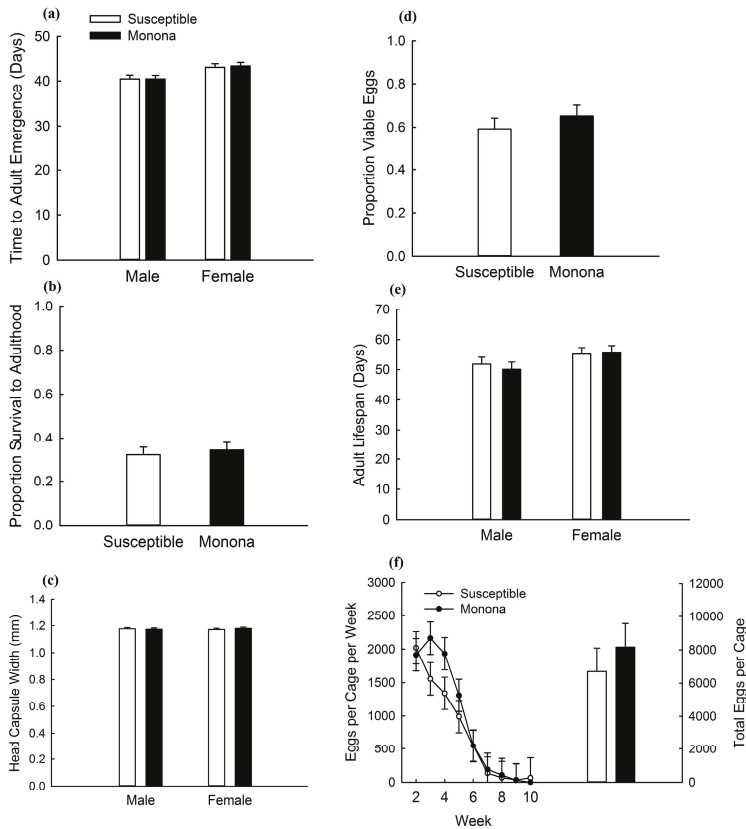 (a)
Susceptible
Monona
50
40
30
20
10
0
Time to Adult Emergence (Days)
Male Female
(b)
1.0
0.8
0.6
0.4
0.2
0.0
Proportion Survival to Adulthood
Susceptible Monona
(c)
1.4
1.2
1.0
0.8
0.6
0.4
0.2
0.0
Head Capsule Width (mm)
Male Female
(d)
1.0
0.8
0.6
0.4
0.2
0.0
Proportion Viable Eggs
Susceptible Monona
(e)
70
60
50
40
30
20
10
0
Adult Lifespan (Days)
Male Female
(f)
Susceptible
Monona
3000
2500
2000
1500
1000
500
0
Eggs per Cage per Week
2 4 6 8 10
Week
12000
10000
8000
6000
4000
2000
0
Total Eggs per Cage